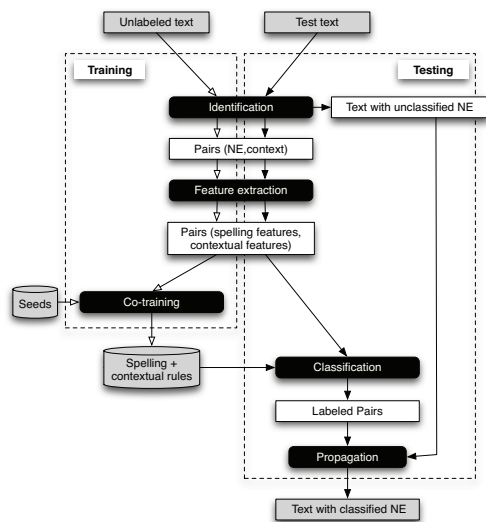 Unlabeled text
Test text
Training
Testing
Identification
Text with unclassified NE
Pairs (NE,context)
Feature extraction
Pairs (spelling features,
contextual features)
Seeds
Co-training
Spelling +
contextual rules
Classification
Labeled Pairs
Propagation
Text with classified NE